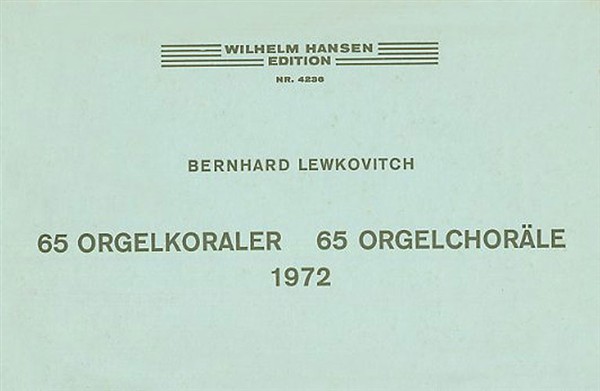 WILHELM HANSEN
EDITION
NR. 4236
BERNHARD LEWKOVITCH
65 ORGELKORALER 65 ORGELCHORÄLE
1972